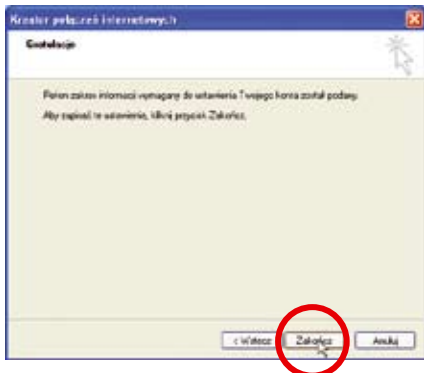 Kreator połączeń internetowych
Gratulacje
Pełen zakres informacji wymagany do ustawienia Twojego konta został podany.
Aby zapisać te ustawienia, kliknij przycisk Zakończ.
< Wstecz
Zakończ
Anuluj